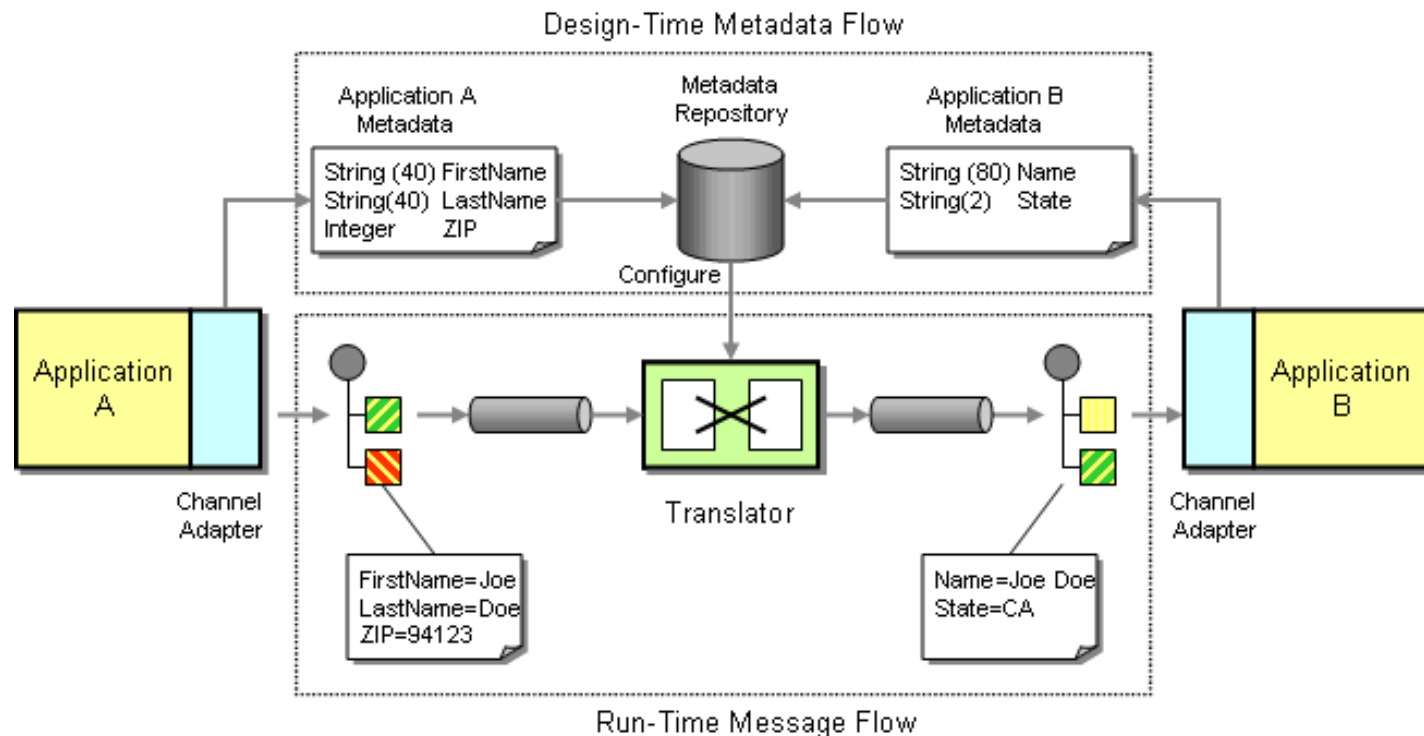 Design-Time Metadata Flow
Application A
Metadata
Metadata
Repository
Application B
Metadata
String (40) FirstName
String(40) LastName
Integer ZIP
String (80) Name
String(2) State
Configure
Application
A
Channel
Adapter
Translator
Application
B
Channel
Adapter
FirstName=Joe
LastName=Doe
ZIP=94123
Name=Joe Doe
State=CA
Run-Time Message Flow